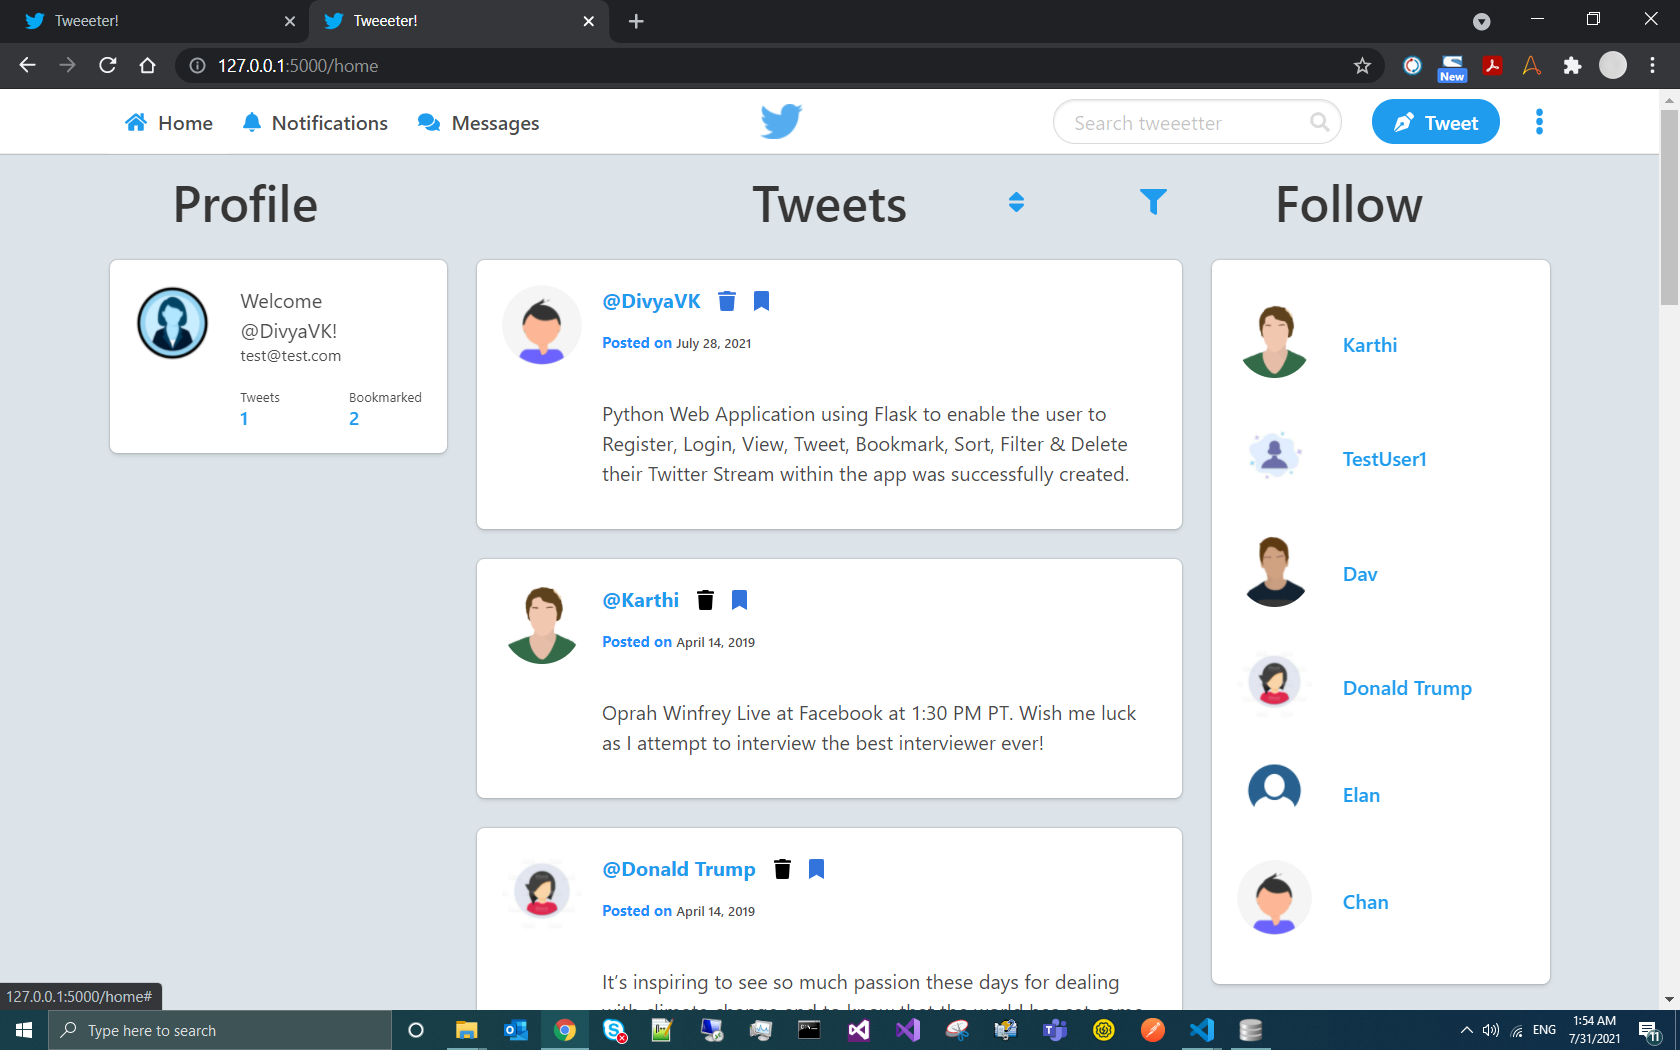 Tweeeter!
Tweeeter!
127.0.0.1:5000/home
New
Home
Notifications
Messages
Search tweeetter
Tweet
Profile
Tweets
Follow
Welcome
@DivyaVK!
test@test.com
Tweets
Bookmarked
1
2
@DivyaVK
Posted on July 28, 2021
Python Web Application using Flask to enable the user to
Register, Login, View, Tweet, Bookmark, Sort, Filter & Delete
their Twitter Stream within the app was successfully created.
@Karthi
Posted on April 14, 2019
Oprah Winfrey Live at Facebook at 1:30 PM PT. Wish me luck
as I attempt to interview the best interviewer ever!
@Donald Trump
Posted on April 14, 2019
It's inspiring to see so much passion these days for dealing
Karthi
TestUser1
Dav
Donald Trump
Elan
Chan
127.0.0.1:5000/home#
Type here to search
ENG
1:54 AM
7/31/2021
11